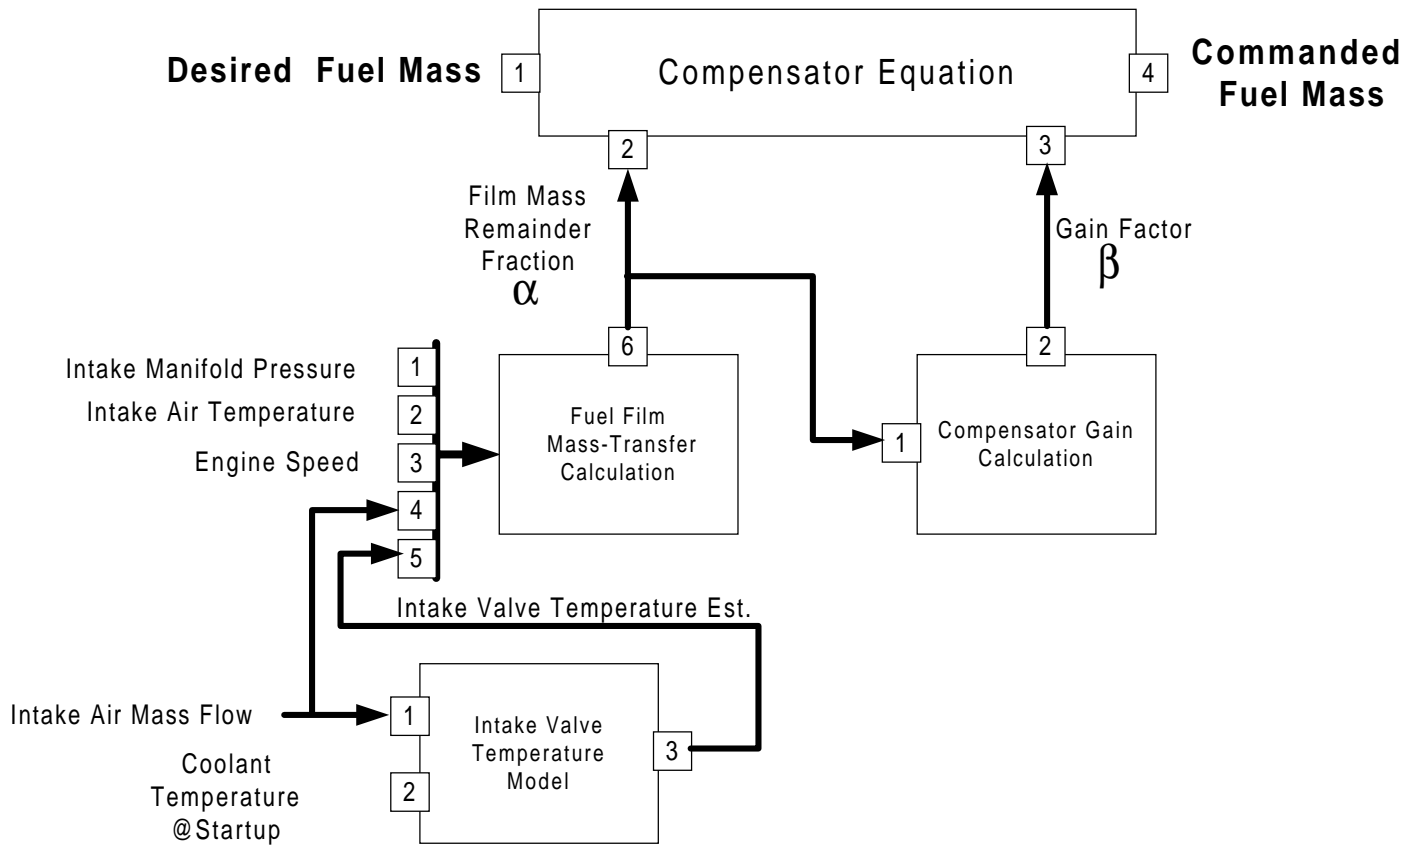 Desired Fuel Mass
1
Compensator Equation
4
Commanded
Fuel Mass
2
3
Film Mass
Remainder
Fraction
α
Gain Factor
β
6
2
Intake Manifold Pressure
1
Intake Air Temperature
2
Engine Speed
3
4
5
Fuel Film
Mass-Transfer
Calculation
1
Compensator Gain
Calculation
Intake Valve Temperature Est.
Intake Air Mass Flow
1
Coolant
Temperature
@Startup
2
Intake Valve
Temperature
Model
3